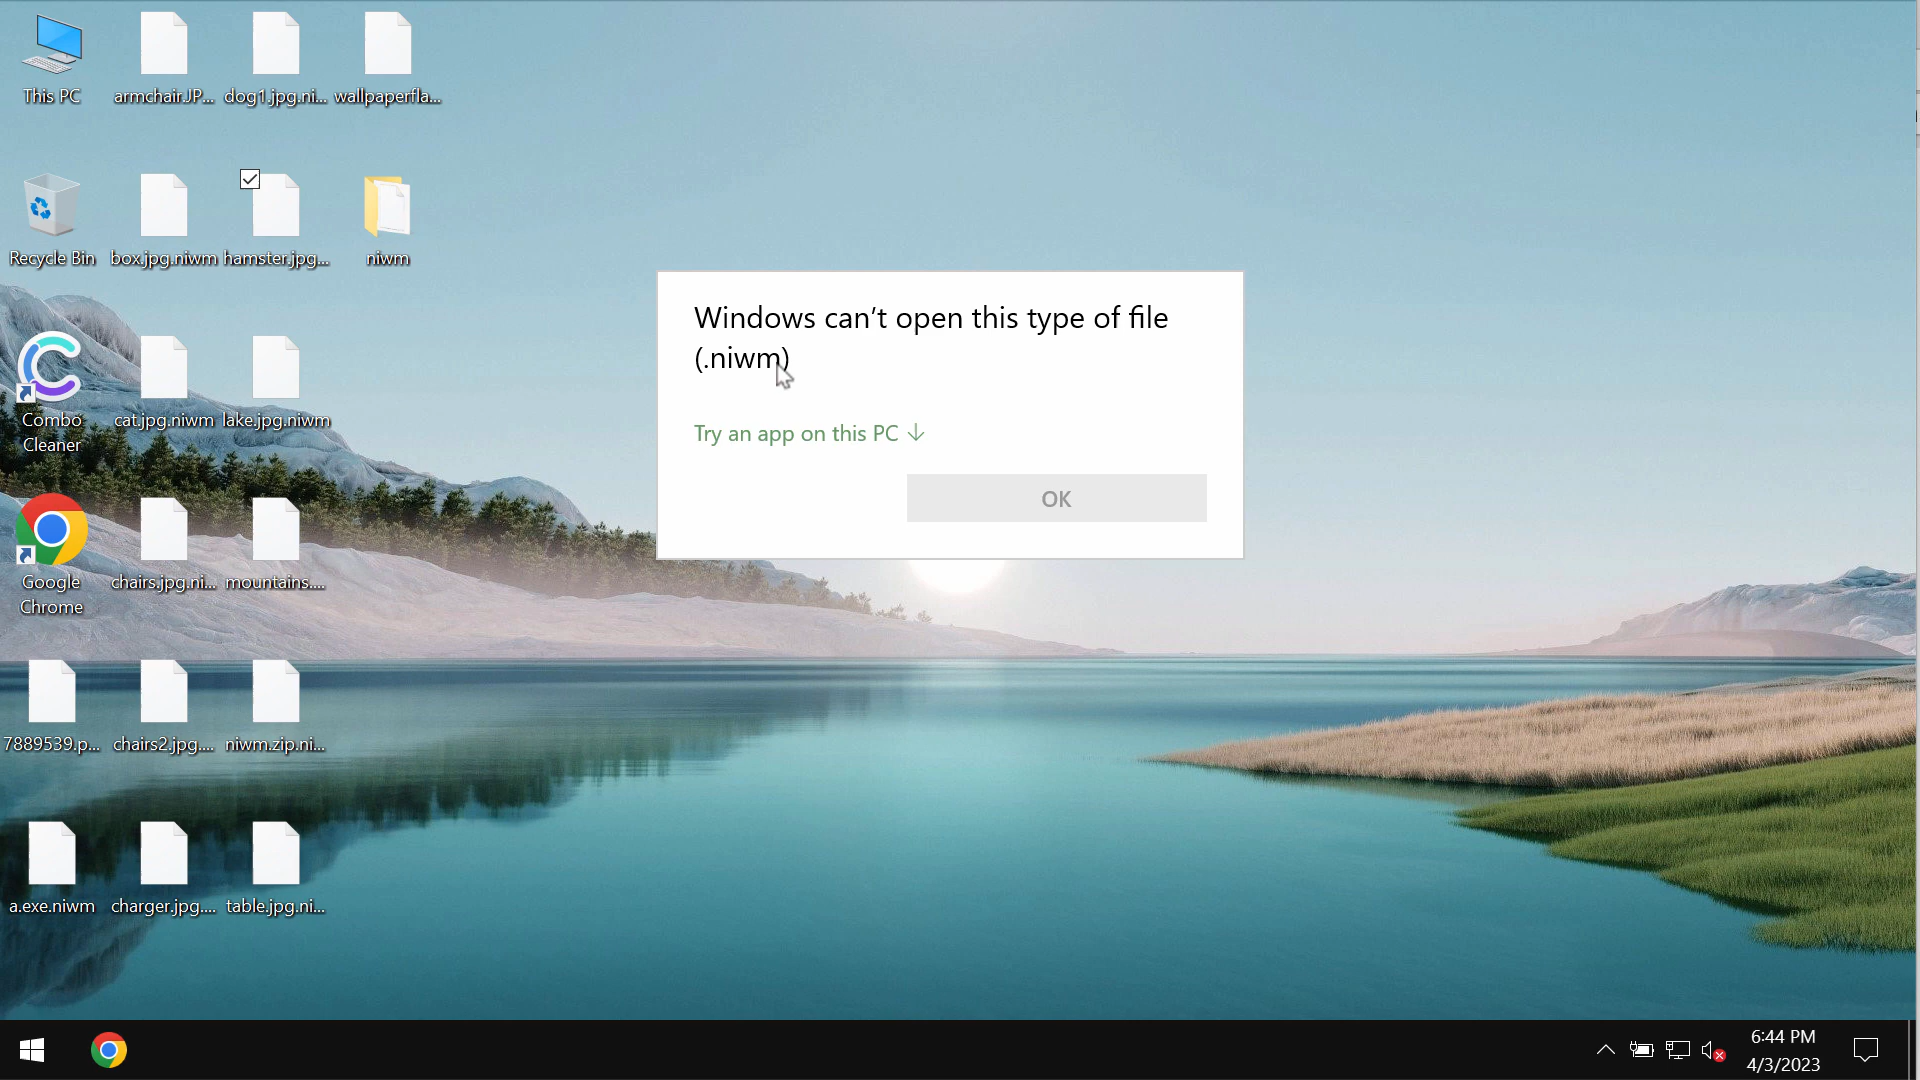 This PC
armchair.JP...
dog1.jpg.ni...
wallpaperfla...
Recycle Bin
box.jpg.niwm
hamster.jpg...
niwm
Windows can't open this type of file
(.niwm)
Try an app on this PC
OK
Combo
Cleaner
cat.jpg.niwm
lake.jpg.niwm
Google
Chrome
chairs.jpg.ni...
mountains....
7889539.p...
chairs2.jpg....
niwm.zip.ni...
a.exe.niwm
charger.jpg....
table.jpg.ni...
6:44 PM
4/3/2023